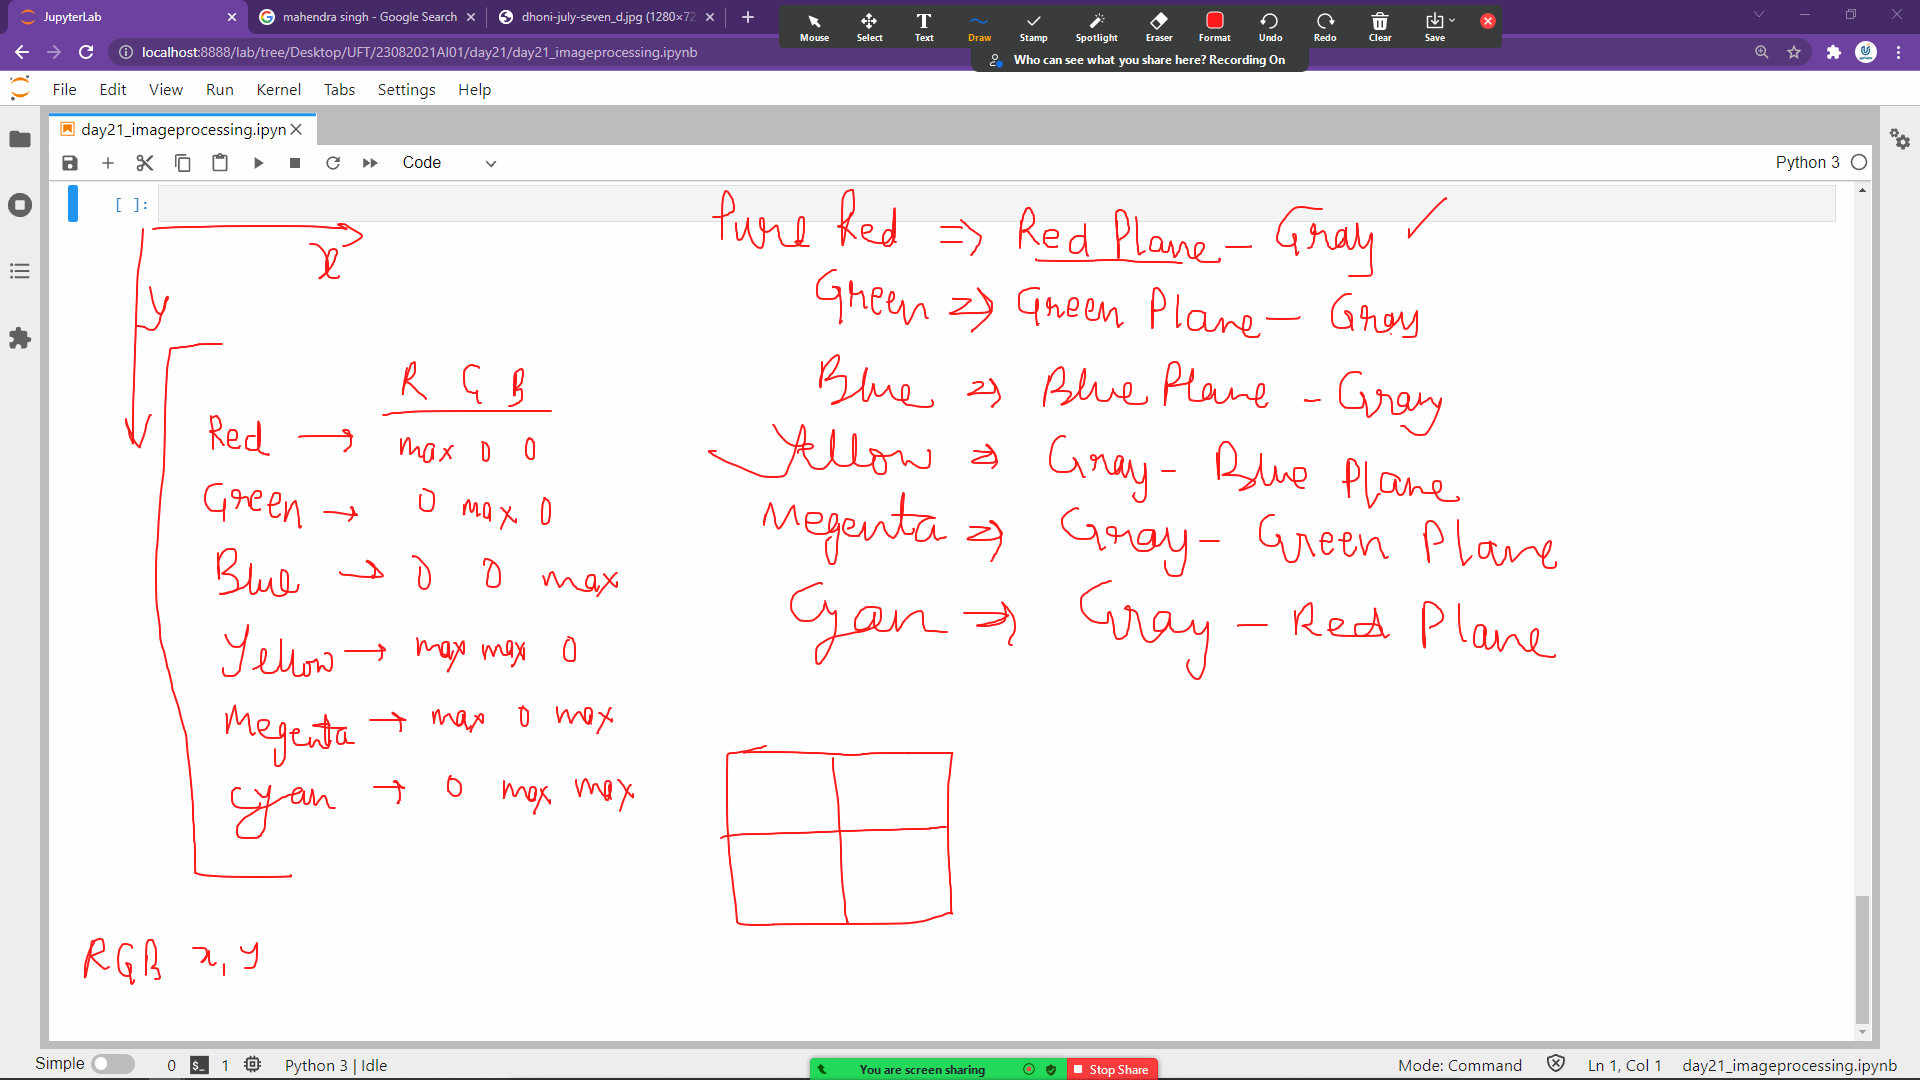 JupyterLab
mahendra singh - Google Search
dhoni-july-seven_d.jpg (1280×72
Mouse Select Text Draw Stamp Spotlight Eraser Format Undo Redo Clear Save
localhost:8888/lab/tree/Desktop/UFT/23082021AI01/day21/day21_imageprocessing.ipynb
Who can see what you share here? Recording On
File Edit View Run Kernel Tabs Settings Help
day21_imageprocessing.ipyn
Code
Python 3
[ ]:
x
y
R G B
Red → max 0 0
Green → 0 max 0
Blue → 0 0 max
Yellow → max max 0
Megenta → max 0 max
Cyan → 0 max max
RGB x, y
Pure Red => Red Plane - Gray ✓
Green => Green Plane - Gray
Blue => Blue Plane - Gray
Yellow => Gray - Blue Plane
Megenta => Gray - Green Plane
Cyan => Gray - Red Plane
Simple 0 $_ 1 Python 3 | Idle
You are screen sharing Stop Share
Mode: Command Ln 1, Col 1 day21_imageprocessing.ipynb